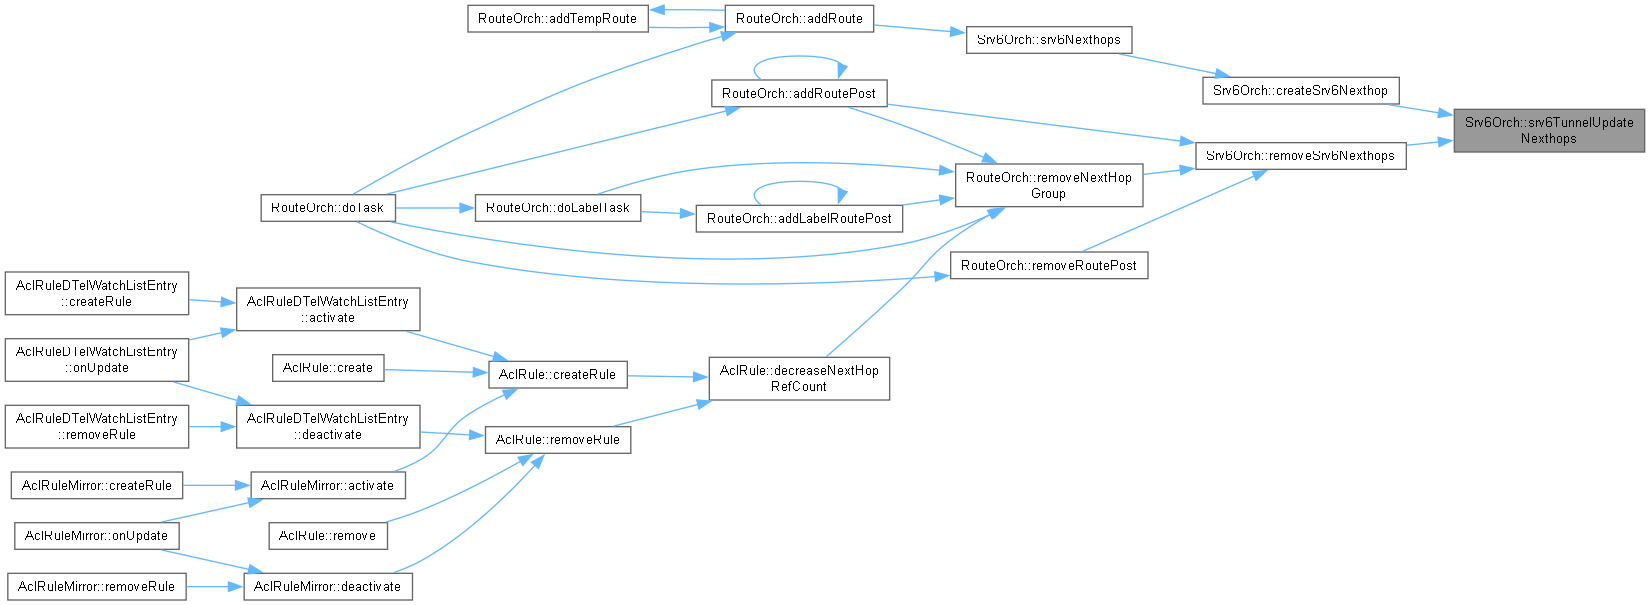 RouteOrch::addTempRoute
RouteOrch::addRoute
Srv6Orch::srv6Nexthops
RouteOrch::addRoutePost
Srv6Orch::createSrv6Nexthop
Srv6Orch::srv6TunnelUpdate
Nexthops
Srv6Orch::removeSrv6Nexthops
RouteOrch::removeNextHop
Group
RouteOrch::doTask
RouteOrch::doLabelTask
RouteOrch::addLabelRoutePost
RouteOrch::removeRoutePost
AclRuleDTelWatchListEntry
::createRule
AclRuleDTelWatchListEntry
::activate
AclRuleDTelWatchListEntry
::onUpdate
AclRule::create
AclRule::createRule
AclRule::decreaseNextHop
RefCount
AclRuleDTelWatchListEntry
::removeRule
AclRuleDTelWatchListEntry
::deactivate
AclRule::removeRule
AclRuleMirror::createRule
AclRuleMirror::activate
AclRuleMirror::onUpdate
AclRule::remove
AclRuleMirror::removeRule
AclRuleMirror::deactivate